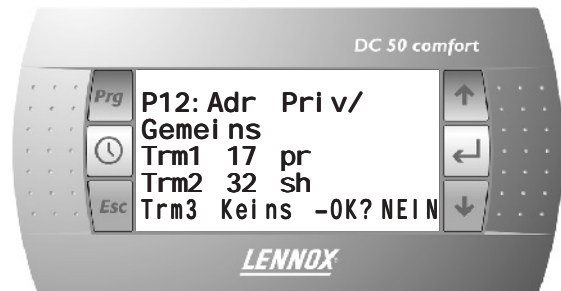 DC 50 comfort
Prg
P12: Adr Priv/
Gemeins
Trm1 17 pr
Trm2 32 sh
Esc
Trm3 Keins -OK? NEIN
LENNOX